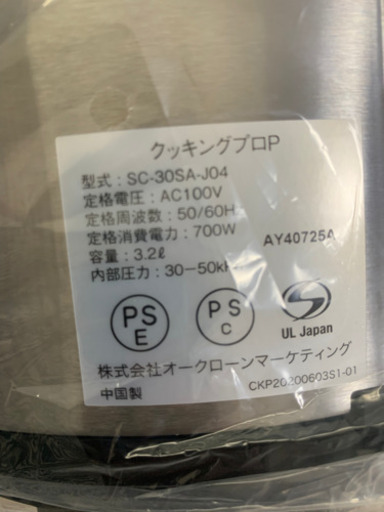 クッキングプロP
型式：SC-30SA-J04
定格電圧：AC100V
定格周波数：50/60H
定格消費電力：700W
AY40725A
容量：3.2ℓ
内部圧力：30−50k
PS
E
PS
C
UL Japan
株式会社オークローンマーケティング
中国製
CKP20200603S1-01